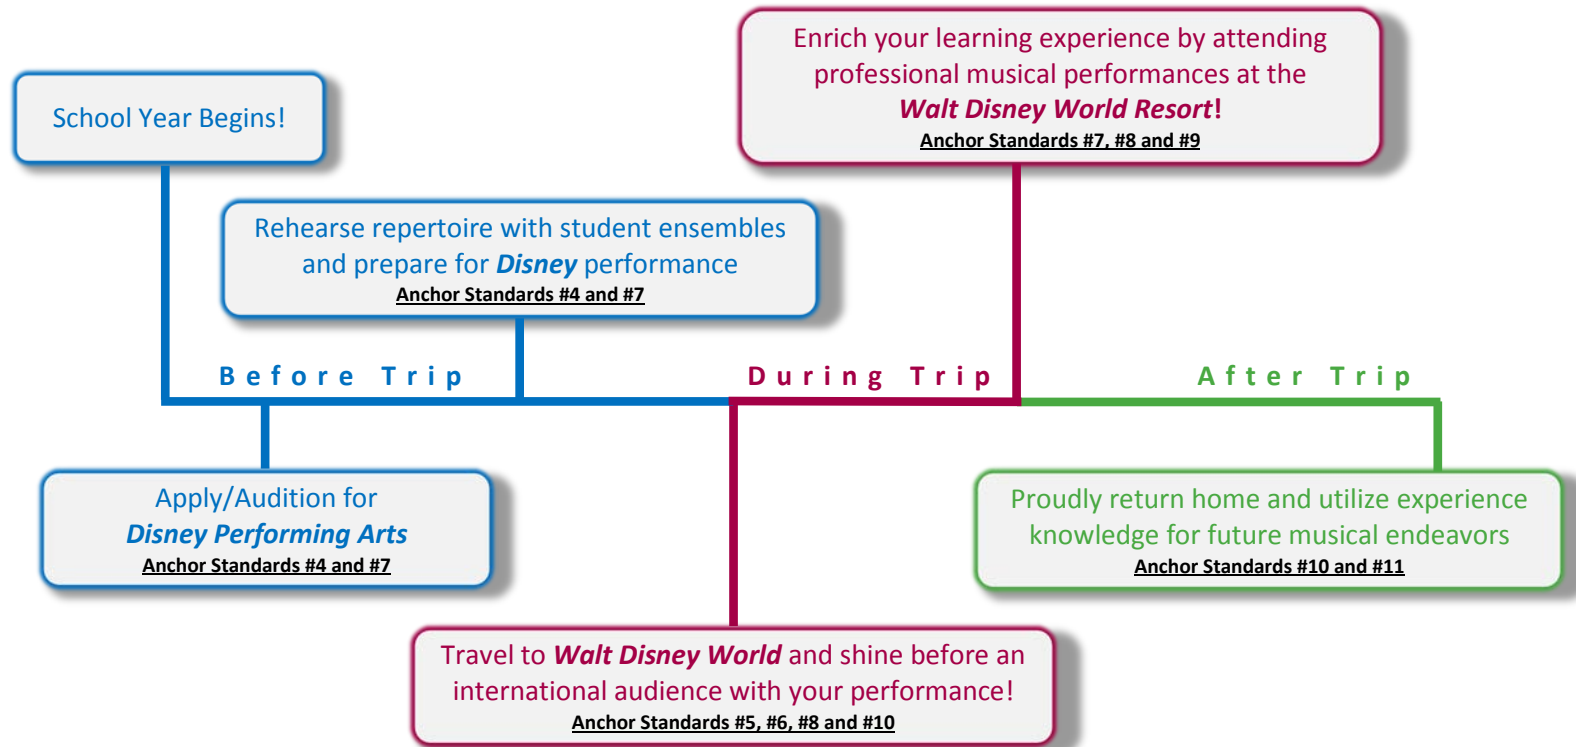 School Year Begins!
Enrich your learning experience by attending
professional musical performances at the
Walt Disney World Resort!
Anchor Standards #7, #8 and #9
Rehearse repertoire with student ensembles
and prepare for Disney performance
Anchor Standards #4 and #7
Before Trip
During Trip
After Trip
Apply/Audition for
Disney Performing Arts
Anchor Standards #4 and #7
Proudly return home and utilize experience
knowledge for future musical endeavors
Anchor Standards #10 and #11
Travel to Walt Disney World and shine before an
international audience with your performance!
Anchor Standards #5, #6, #8 and #10